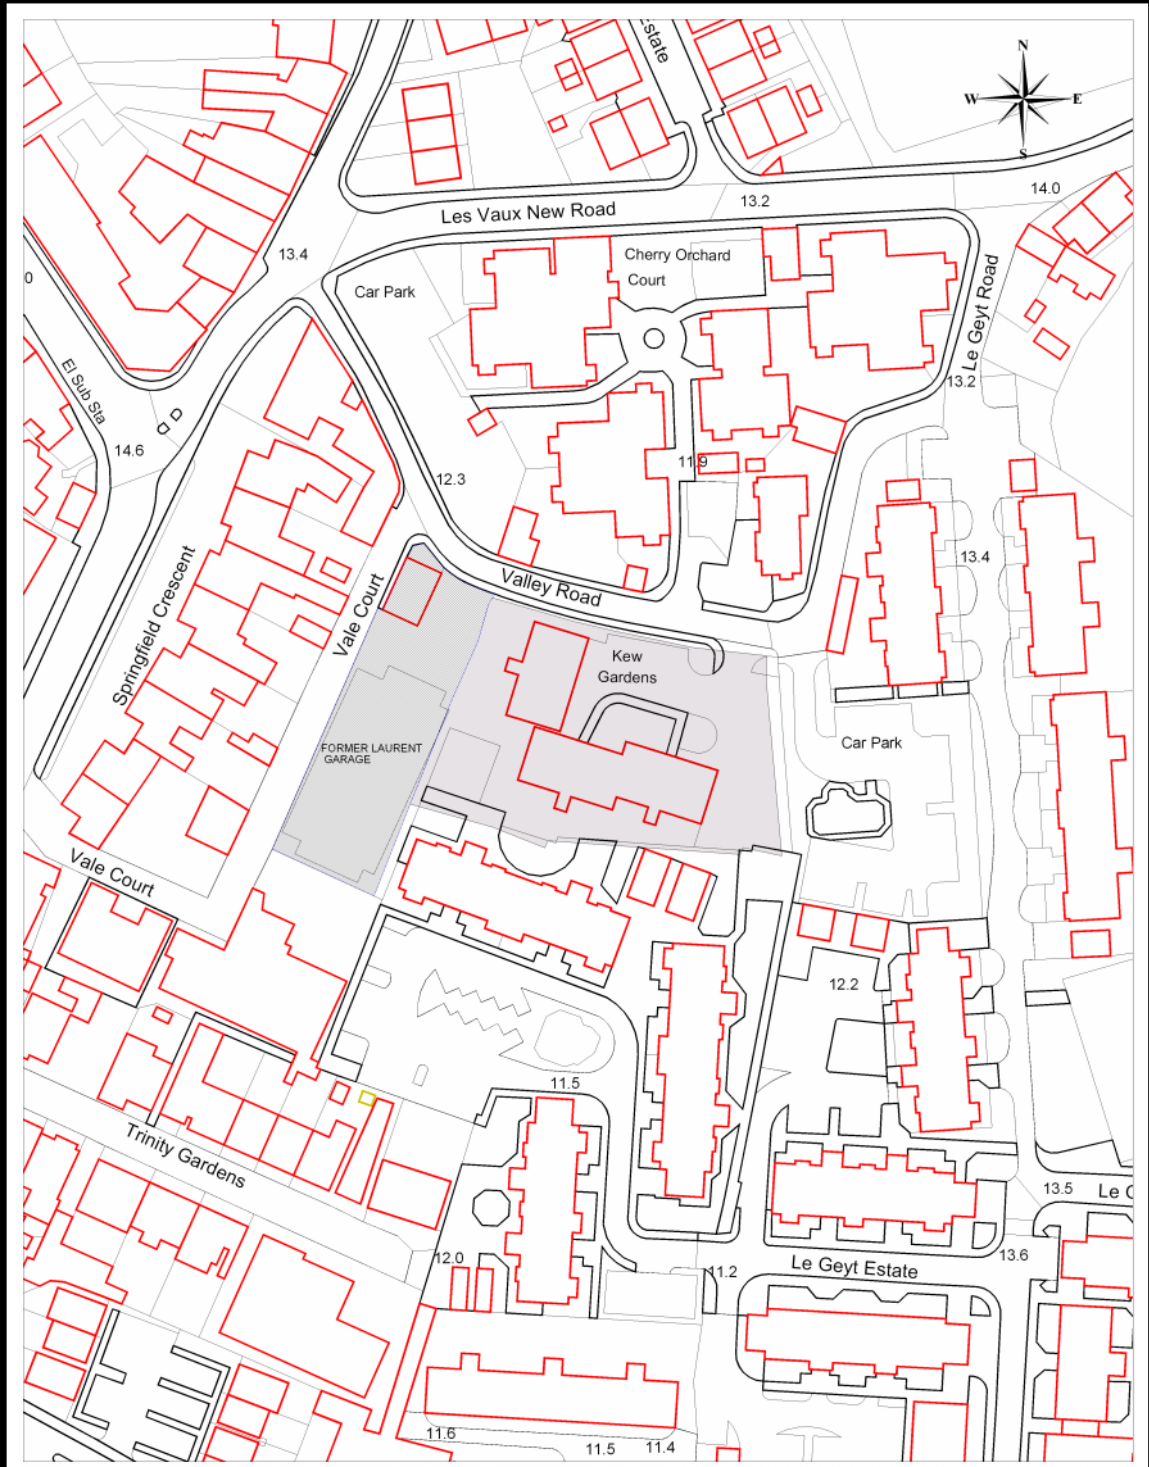 Estate
N
W
E
S
14.0
13.2
Les Vaux New Road
13.4
Cherry Orchard
Court
0
Car Park
Le Geyt Road
13.2
El Sub Sta
14.6
11.9
12.3
13.4
Valley Road
Vale Court
Springfield Crescent
Kew
Gardens
Car Park
FORMER LAURENT
GARAGE
Vale Court
12.2
11.5
Trinity Gardens
13.5
Le G
13.6
12.0
11.2
Le Geyt Estate
11.6
11.5
11.4